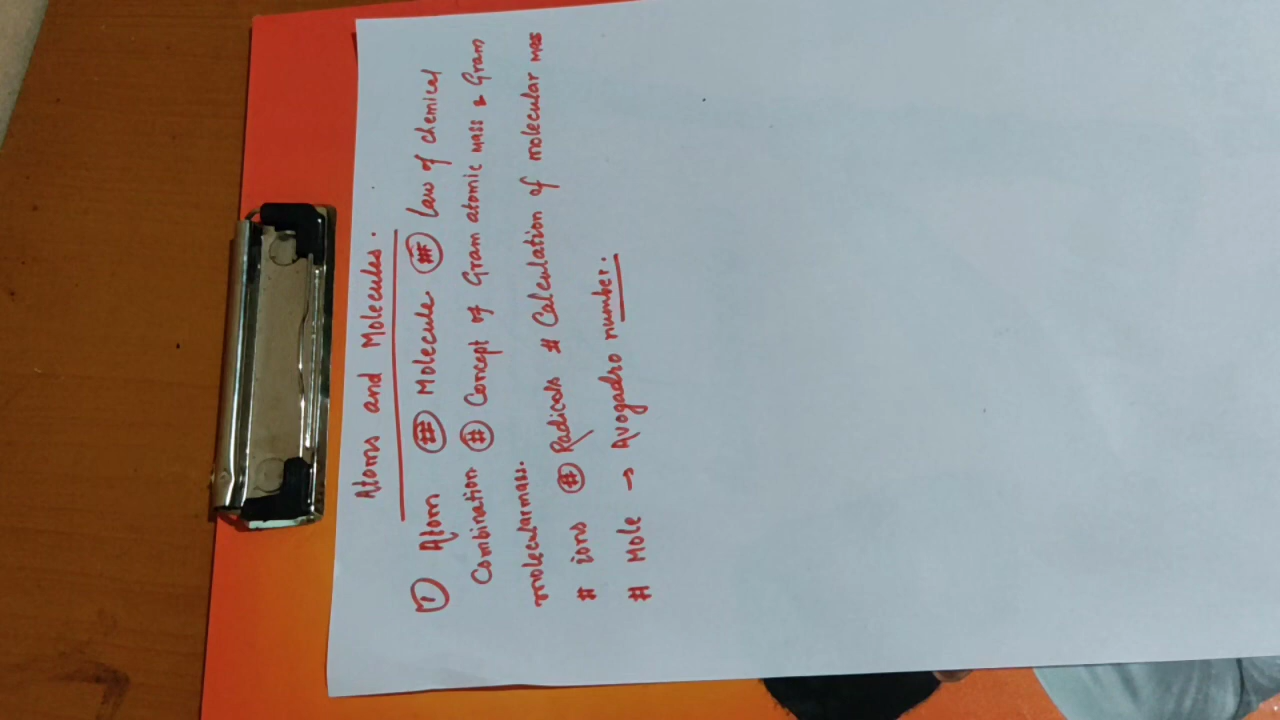 Atoms and Molecules.
① Atom # Molecule. # Law of chemical
Combination # Concept of Gram atomic mass & Gram
molecularmass.
# ions # Radicals # Calculation of molecular mass
# Mole → Avogadro number.